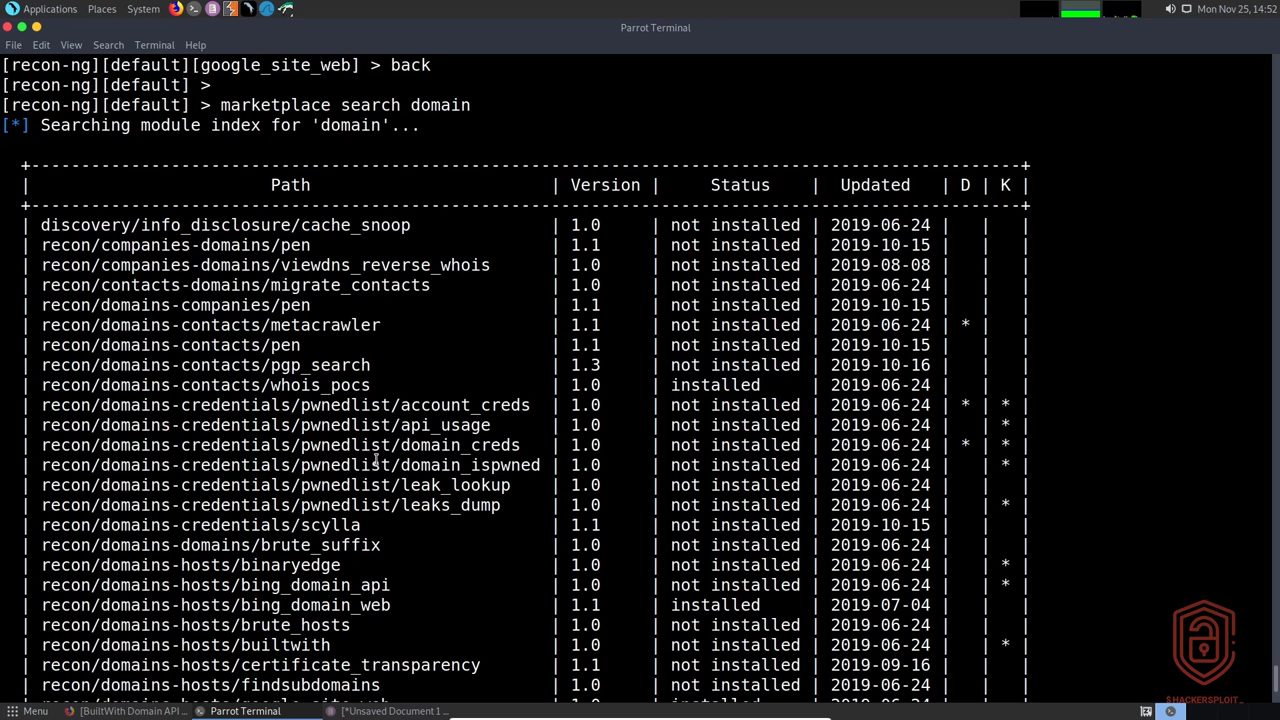 Applications Places System Mon Nov 25, 14:52
Parrot Terminal
File Edit View Search Terminal Help
[recon-ng][default][google_site_web] > back
[recon-ng][default] >
[recon-ng][default] > marketplace search domain
[*] Searching module index for 'domain'...
+---------------------------------------------------------------------------------------------------+
| Path | Version | Status | Updated | D | K |
+---------------------------------------------------------------------------------------------------+
| discovery/info_disclosure/cache_snoop | 1.0 | not installed | 2019-06-24 | | |
| recon/companies-domains/pen | 1.1 | not installed | 2019-10-15 | | |
| recon/companies-domains/viewdns_reverse_whois | 1.0 | not installed | 2019-08-08 | | |
| recon/contacts-domains/migrate_contacts | 1.0 | not installed | 2019-06-24 | | |
| recon/domains-companies/pen | 1.1 | not installed | 2019-10-15 | | |
| recon/domains-contacts/metacrawler | 1.1 | not installed | 2019-06-24 | * | |
| recon/domains-contacts/pen | 1.1 | not installed | 2019-10-15 | | |
| recon/domains-contacts/pgp_search | 1.3 | not installed | 2019-10-16 | | |
| recon/domains-contacts/whois_pocs | 1.0 | installed | 2019-06-24 | | |
| recon/domains-credentials/pwnedlist/account_creds | 1.0 | not installed | 2019-06-24 | * | * |
| recon/domains-credentials/pwnedlist/api_usage | 1.0 | not installed | 2019-06-24 | | * |
| recon/domains-credentials/pwnedlist/domain_creds | 1.0 | not installed | 2019-06-24 | * | * |
| recon/domains-credentials/pwnedlist/domain_ispwned | 1.0 | not installed | 2019-06-24 | | * |
| recon/domains-credentials/pwnedlist/leak_lookup | 1.0 | not installed | 2019-06-24 | | |
| recon/domains-credentials/pwnedlist/leaks_dump | 1.0 | not installed | 2019-06-24 | | * |
| recon/domains-credentials/scylla | 1.1 | not installed | 2019-10-15 | | |
| recon/domains-domains/brute_suffix | 1.0 | not installed | 2019-06-24 | | |
| recon/domains-hosts/binaryedge | 1.0 | not installed | 2019-06-24 | | * |
| recon/domains-hosts/bing_domain_api | 1.0 | not installed | 2019-06-24 | | * |
| recon/domains-hosts/bing_domain_web | 1.1 | installed | 2019-07-04 | | |
| recon/domains-hosts/brute_hosts | 1.0 | not installed | 2019-06-24 | | |
| recon/domains-hosts/builtwith | 1.0 | not installed | 2019-06-24 | | * |
| recon/domains-hosts/certificate_transparency | 1.1 | not installed | 2019-09-16 | | |
| recon/domains-hosts/findsubdomains | 1.0 | not installed | 2019-06-24 | | |
HACKERSPLOIT
Menu [BuiltWith Domain API ... Parrot Terminal [*Unsaved Document 1 ...